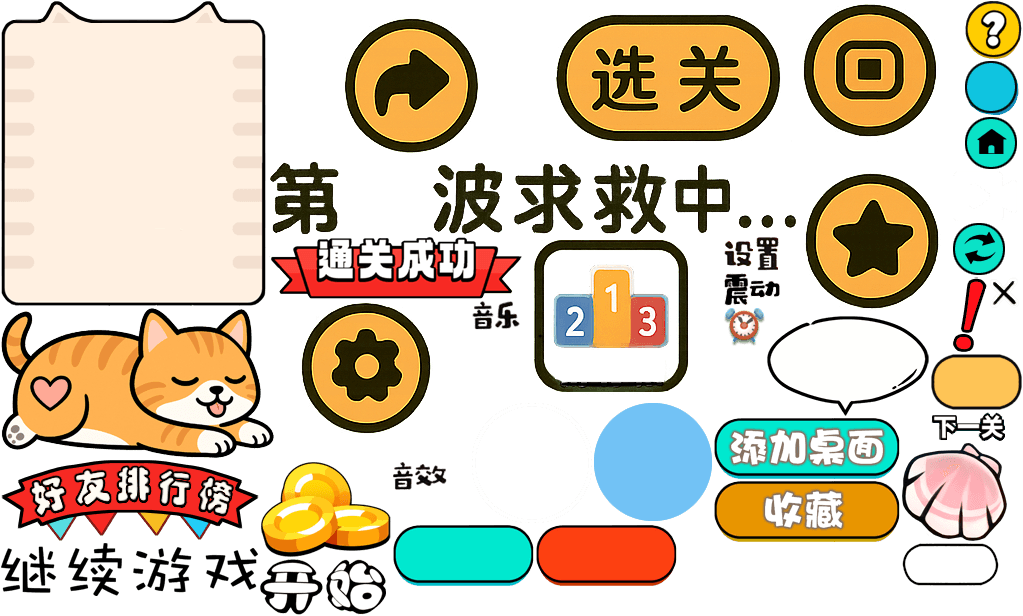 ?
选关
第 波求救中...
通关成功
设置
震动
音乐
2 1 3
!
下一关
添加桌面
收藏
音效
好友排行榜
继续游戏
开始